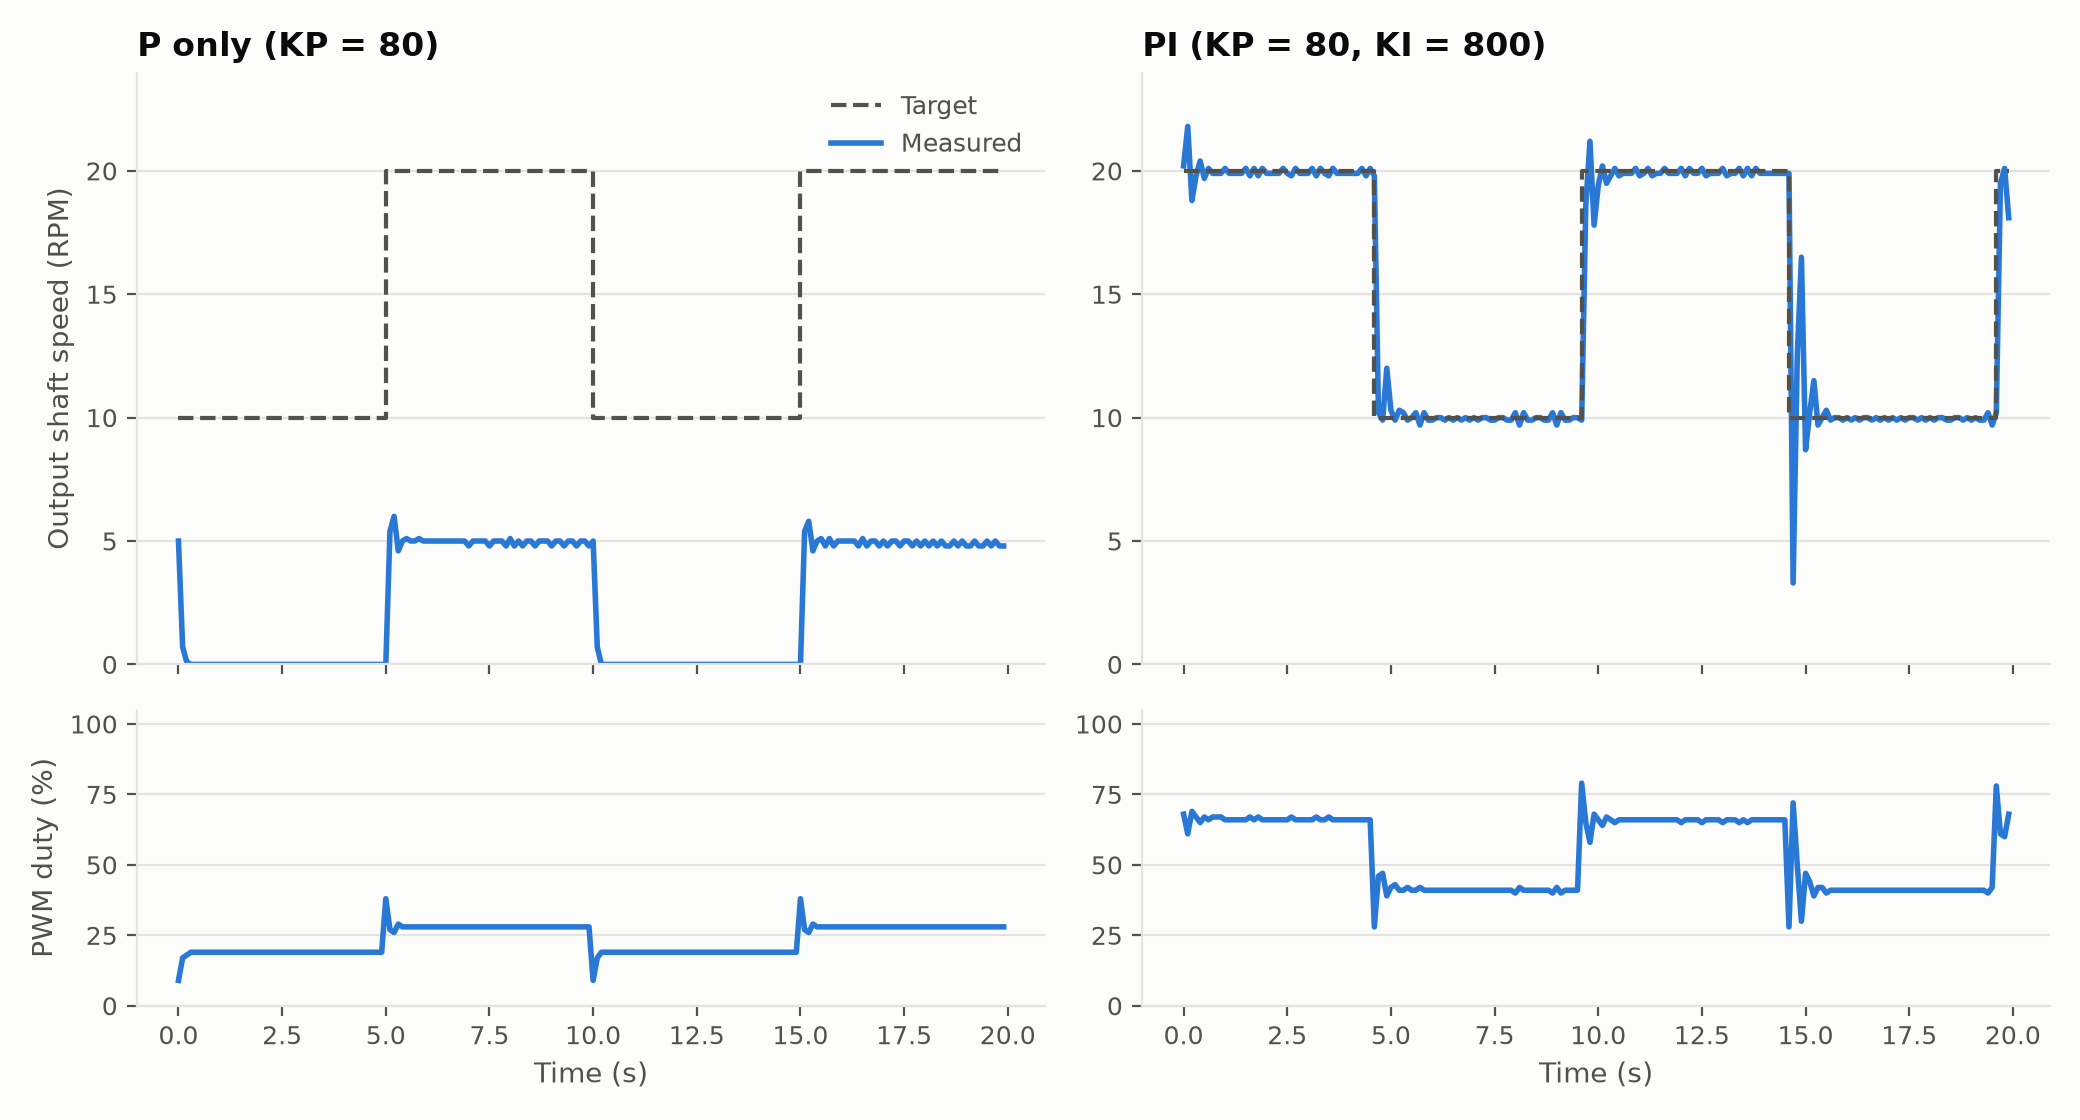 P only (KP = 80)
PI (KP = 80, KI = 800)
Target
Measured
Output shaft speed (RPM)
20
15
10
5
0
20
15
10
5
0
PWM duty (%)
100
75
50
25
0
100
75
50
25
0
0.0 2.5 5.0 7.5 10.0 12.5 15.0 17.5 20.0
0.0 2.5 5.0 7.5 10.0 12.5 15.0 17.5 20.0
Time (s)
Time (s)